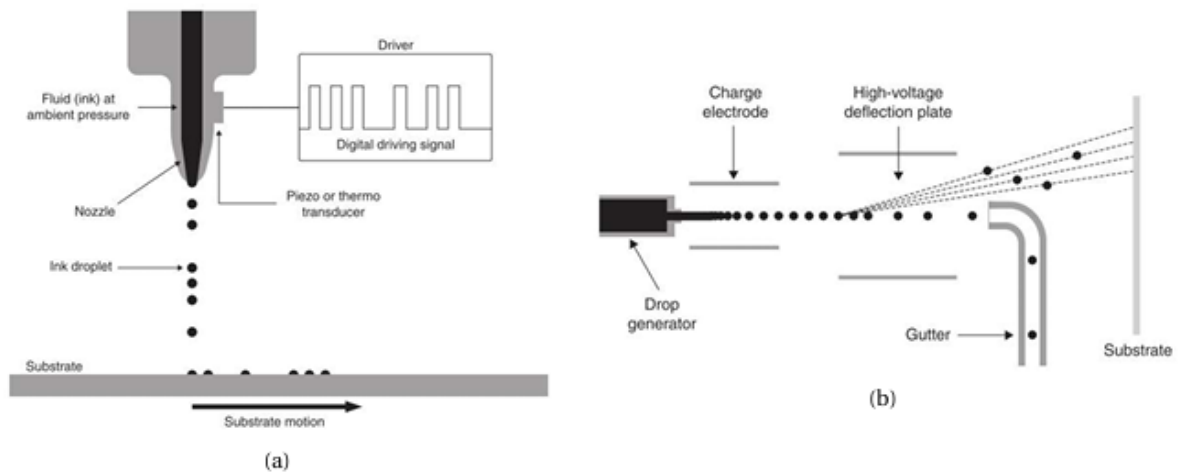 Driver
Fluid (ink) at
ambient pressure
Digital driving signal
Nozzle
Piezo or thermo
transducer
Ink droplet
Substrate
Substrate motion
(a)
Charge
electrode
High-voltage
deflection plate
Drop
generator
Gutter
Substrate
(b)